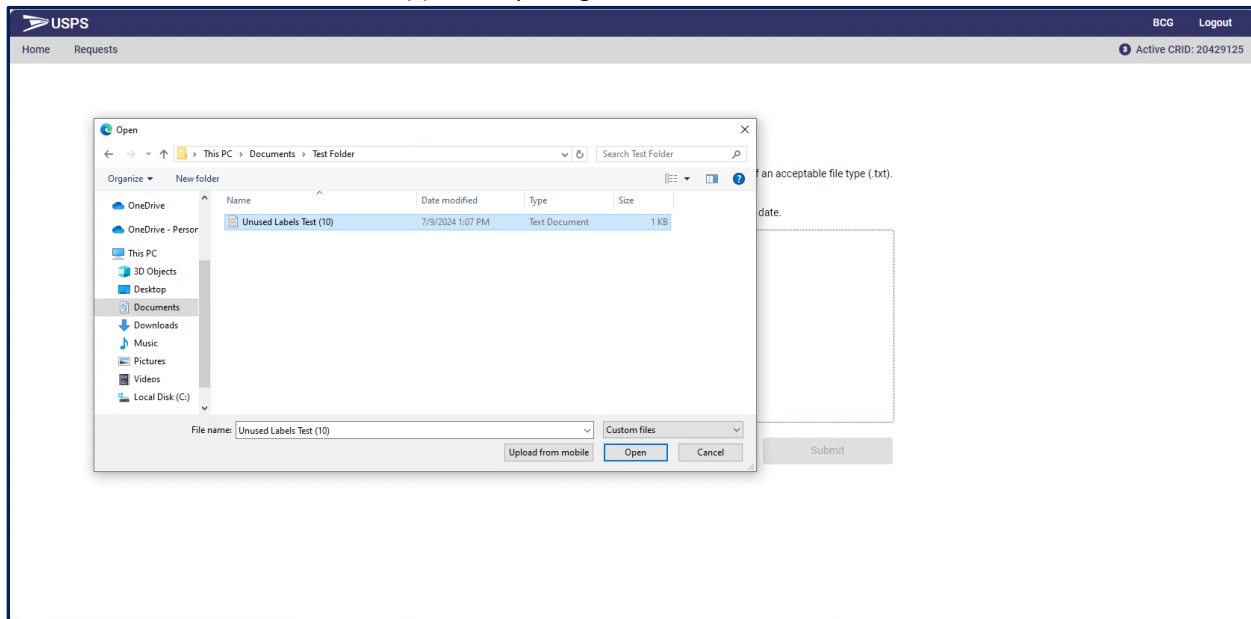 USPS BCG Logout
Home Requests 3 Active CRID: 20429125
Open
This PC > Documents > Test Folder Search Test Folder
f an acceptable file type (.txt).
Organize New folder ?
Name Date modified Type Size
OneDrive
date.
Unused Labels Test (10) 7/9/2024 1:07 PM Text Document 1 KB
OneDrive - Person
This PC
3D Objects
Desktop
Documents
Downloads
Music
Pictures
Videos
Local Disk (C:)
File name: Unused Labels Test (10) Custom files
Upload from mobile Open Cancel Submit